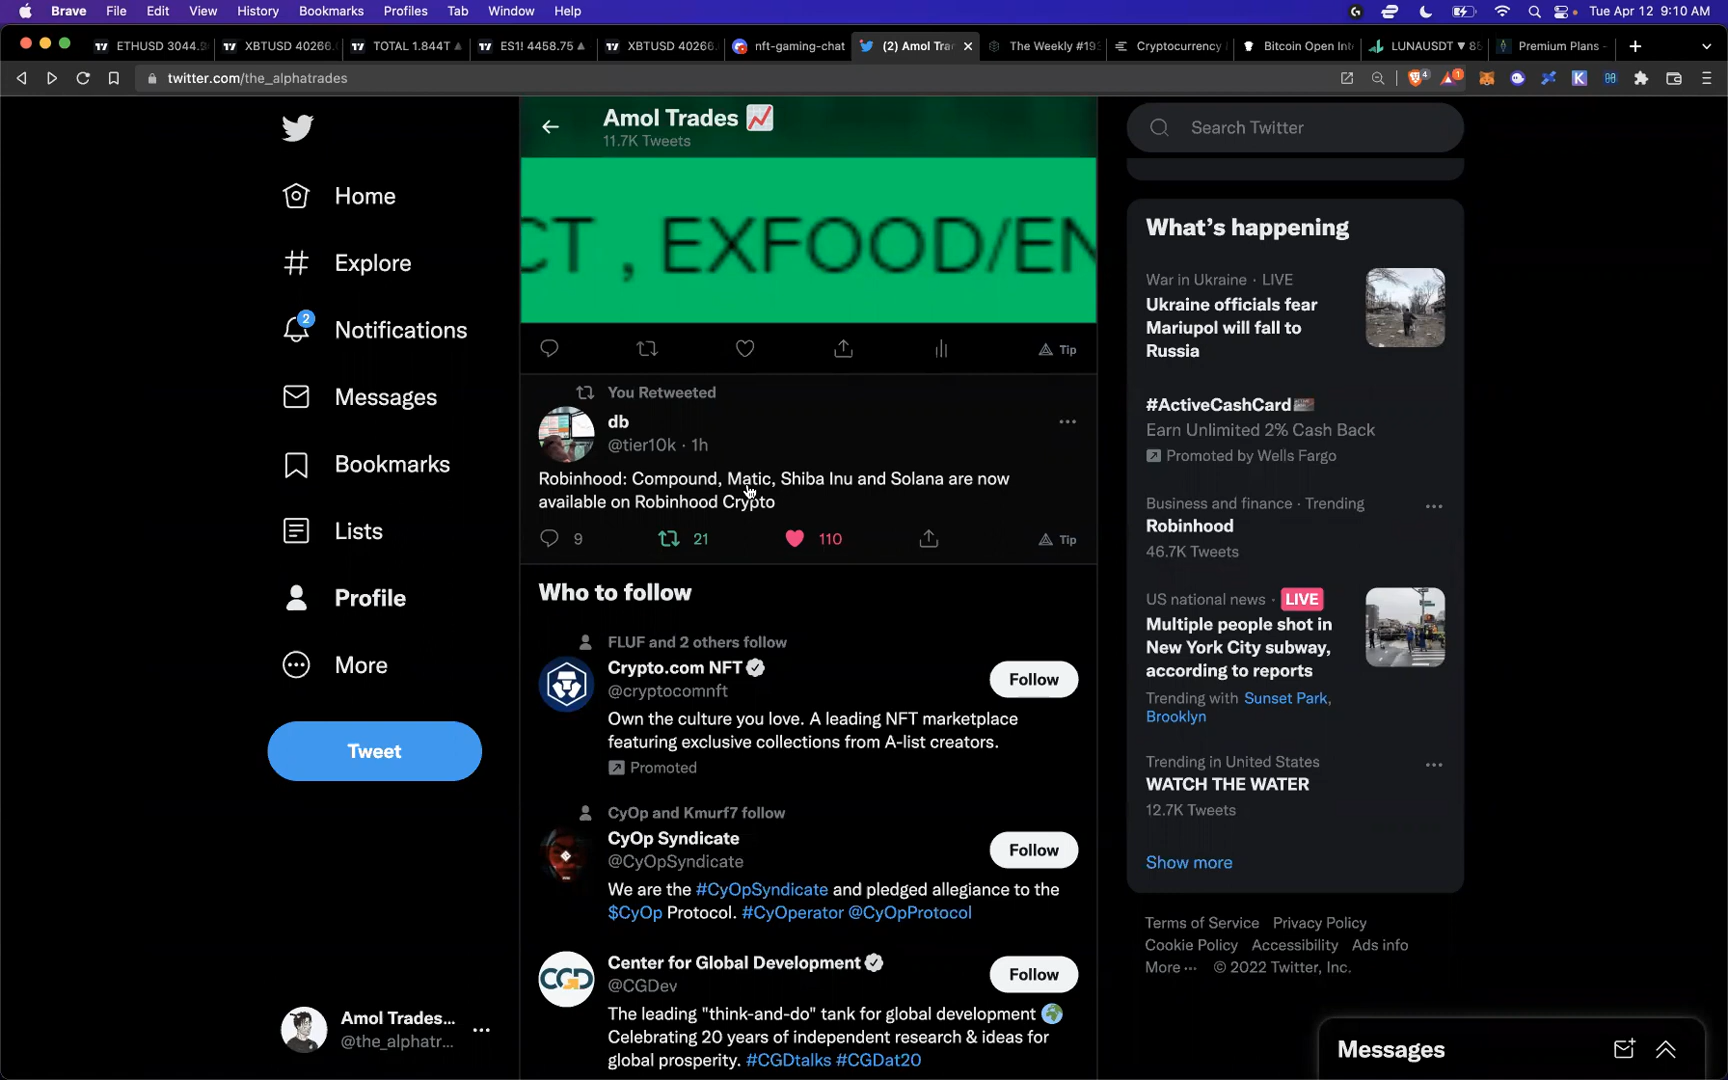 Brave File Edit View History Bookmarks Profiles Tab Window Help Tue Apr 12 9:10 AM
ETHUSD 3044.2 XBTUSD 40266. TOTAL 1.844T ▲ ES1! 4458.75 ▲ XBTUSD 40266. nft-gaming-chat (2) Amol Tra The Weekly #193 Cryptocurrency Bitcoin Open Int LUNAUSDT ▼ 85 Premium Plans -
twitter.com/the_alphatrades
4 1
Amol Trades
11.7K Tweets
CT , EXFOOD/EN
Tip
Home
Explore
2
Notifications
Messages
Bookmarks
Lists
Profile
More
Tweet
Amol Trades...
@the_alphatr...
You Retweeted
db
@tier10k · 1h
Robinhood: Compound, Matic, Shiba Inu and Solana are now
available on Robinhood Crypto
9 21 110 Tip
Who to follow
FLUF and 2 others follow
Crypto.com NFT
@cryptocomnft
Follow
Own the culture you love. A leading NFT marketplace
featuring exclusive collections from A-list creators.
Promoted
CyOp and Kmurf7 follow
CyOp Syndicate
@CyOpSyndicate
Follow
We are the #CyOpSyndicate and pledged allegiance to the
$CyOp Protocol. #CyOperator @CyOpProtocol
Center for Global Development
@CGDev
Follow
The leading "think-and-do" tank for global development
Celebrating 20 years of independent research & ideas for
global prosperity. #CGDtalks #CGDat20
Search Twitter
What's happening
War in Ukraine · LIVE
Ukraine officials fear
Mariupol will fall to
Russia
#ActiveCashCard
Earn Unlimited 2% Cash Back
Promoted by Wells Fargo
Business and finance · Trending
Robinhood
46.7K Tweets
US national news · LIVE
Multiple people shot in
New York City subway,
according to reports
Trending with Sunset Park,
Brooklyn
Trending in United States
WATCH THE WATER
12.7K Tweets
Show more
Terms of Service Privacy Policy
Cookie Policy Accessibility Ads info
More ··· © 2022 Twitter, Inc.
Messages